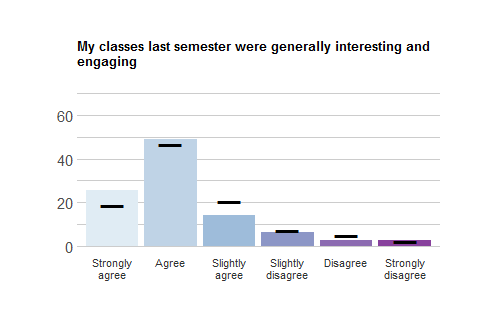 My classes last semester were generally interesting and
engaging
60
40
20
0
Strongly
agree
Agree
Slightly
agree
Slightly
disagree
Disagree
Strongly
disagree